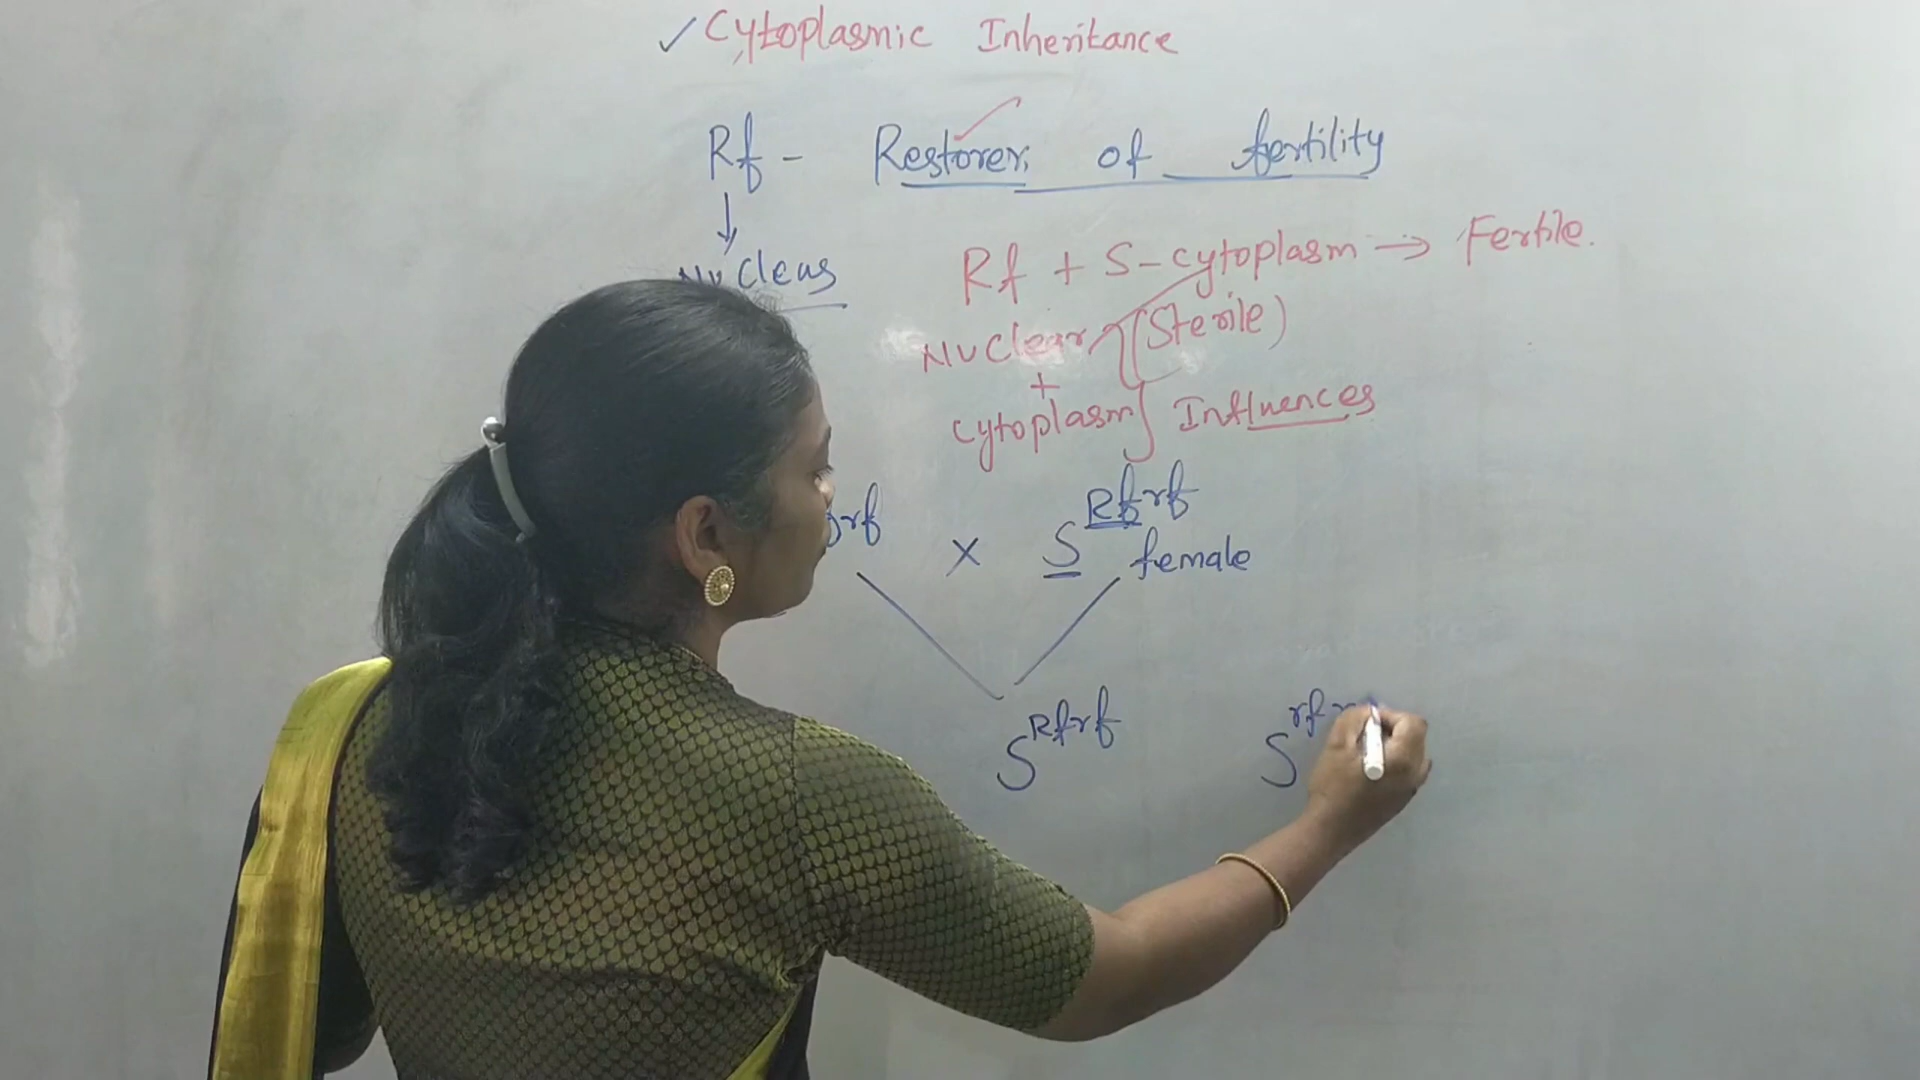 ✓ Cytoplasmic Inheritance
Rf - Restorer of fertility
↓
Nucleus
Rf + S-cytoplasm → Fertile.
Nuclear (Sterile)
+
cytoplasm } Influences
rf × S Rfrf
female
S Rfrf S rf